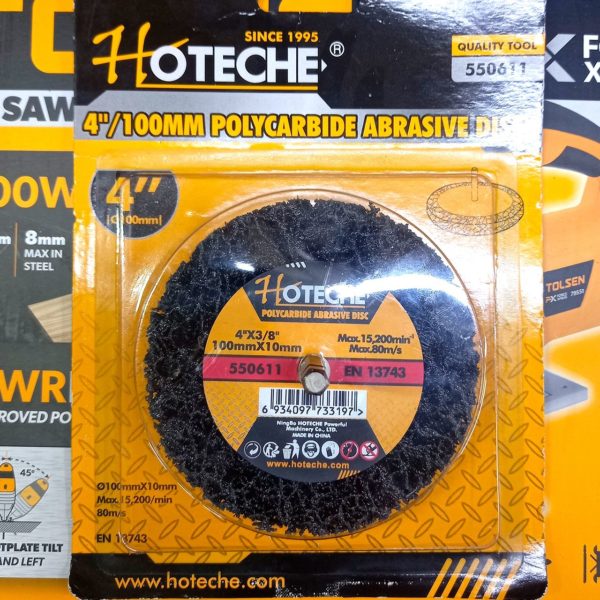 SINCE 1995
HOTECHE®
QUALITY TOOL
550611
4"/100MM POLYCARBIDE ABRASIVE DISC
4"
(Ø100mm)
HOTECHE
POLYCARBIDE ABRASIVE DISC
4"X3/8"
100mmX10mm
Max.15,200min⁻¹
Max.80m/s
550611
EN 13743
6 934097 733197 >
NingBo HOTECHE Powerful
Machinery Co., LTD.
MADE IN CHINA
www.hoteche.com
Ø100mmX10mm
Max.15,200/min
80m/s
EN 13743
www.hoteche.com
SAW
00W
8mm
MAX IN
STEEL
45°
TPLATE TILT
AND LEFT
TOLSEN
79551